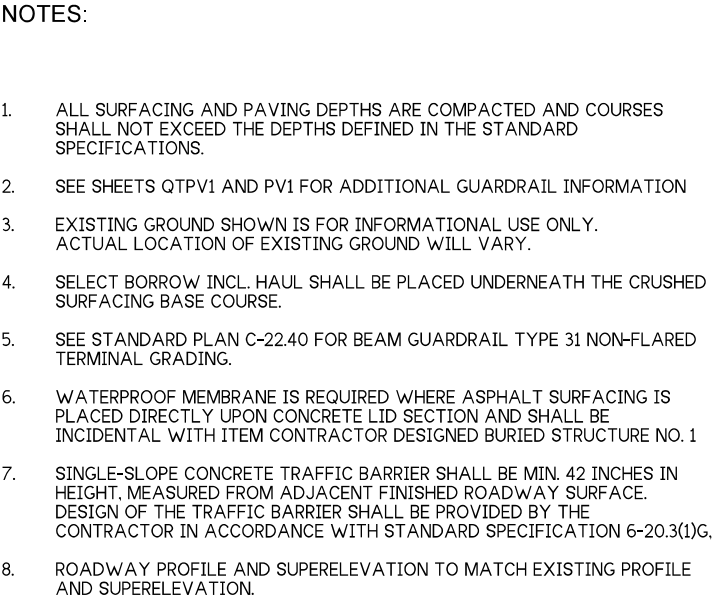 NOTES:
1. ALL SURFACING AND PAVING DEPTHS ARE COMPACTED AND COURSES
SHALL NOT EXCEED THE DEPTHS DEFINED IN THE STANDARD
SPECIFICATIONS.
2. SEE SHEETS QTPV1 AND PV1 FOR ADDITIONAL GUARDRAIL INFORMATION
3. EXISTING GROUND SHOWN IS FOR INFORMATIONAL USE ONLY.
ACTUAL LOCATION OF EXISTING GROUND WILL VARY.
4. SELECT BORROW INCL. HAUL SHALL BE PLACED UNDERNEATH THE CRUSHED
SURFACING BASE COURSE.
5. SEE STANDARD PLAN C-22.40 FOR BEAM GUARDRAIL TYPE 31 NON-FLARED
TERMINAL GRADING.
6. WATERPROOF MEMBRANE IS REQUIRED WHERE ASPHALT SURFACING IS
PLACED DIRECTLY UPON CONCRETE LID SECTION AND SHALL BE
INCIDENTAL WITH ITEM CONTRACTOR DESIGNED BURIED STRUCTURE NO. 1
7. SINGLE-SLOPE CONCRETE TRAFFIC BARRIER SHALL BE MIN. 42 INCHES IN
HEIGHT, MEASURED FROM ADJACENT FINISHED ROADWAY SURFACE.
DESIGN OF THE TRAFFIC BARRIER SHALL BE PROVIDED BY THE
CONTRACTOR IN ACCORDANCE WITH STANDARD SPECIFICATION 6-20.3(1)G,
8. ROADWAY PROFILE AND SUPERELEVATION TO MATCH EXISTING PROFILE
AND SUPERELEVATION.